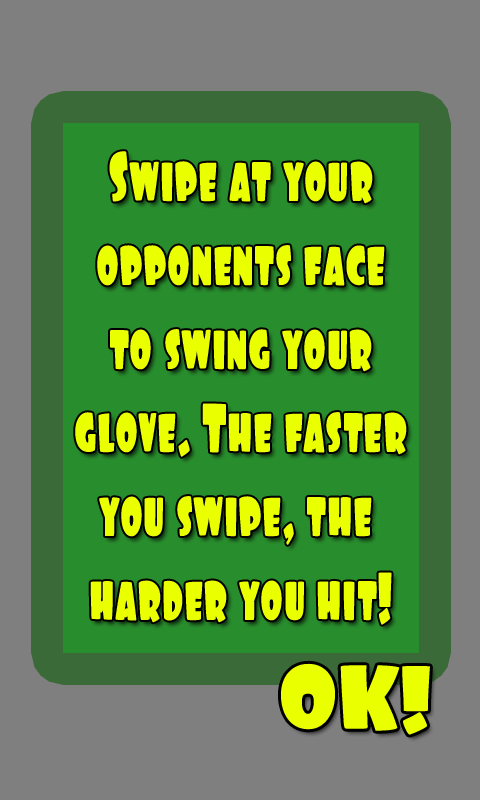 Swipe at your
opponents face
to swing your
glove. The faster
you swipe, the
harder you hit!
OK!